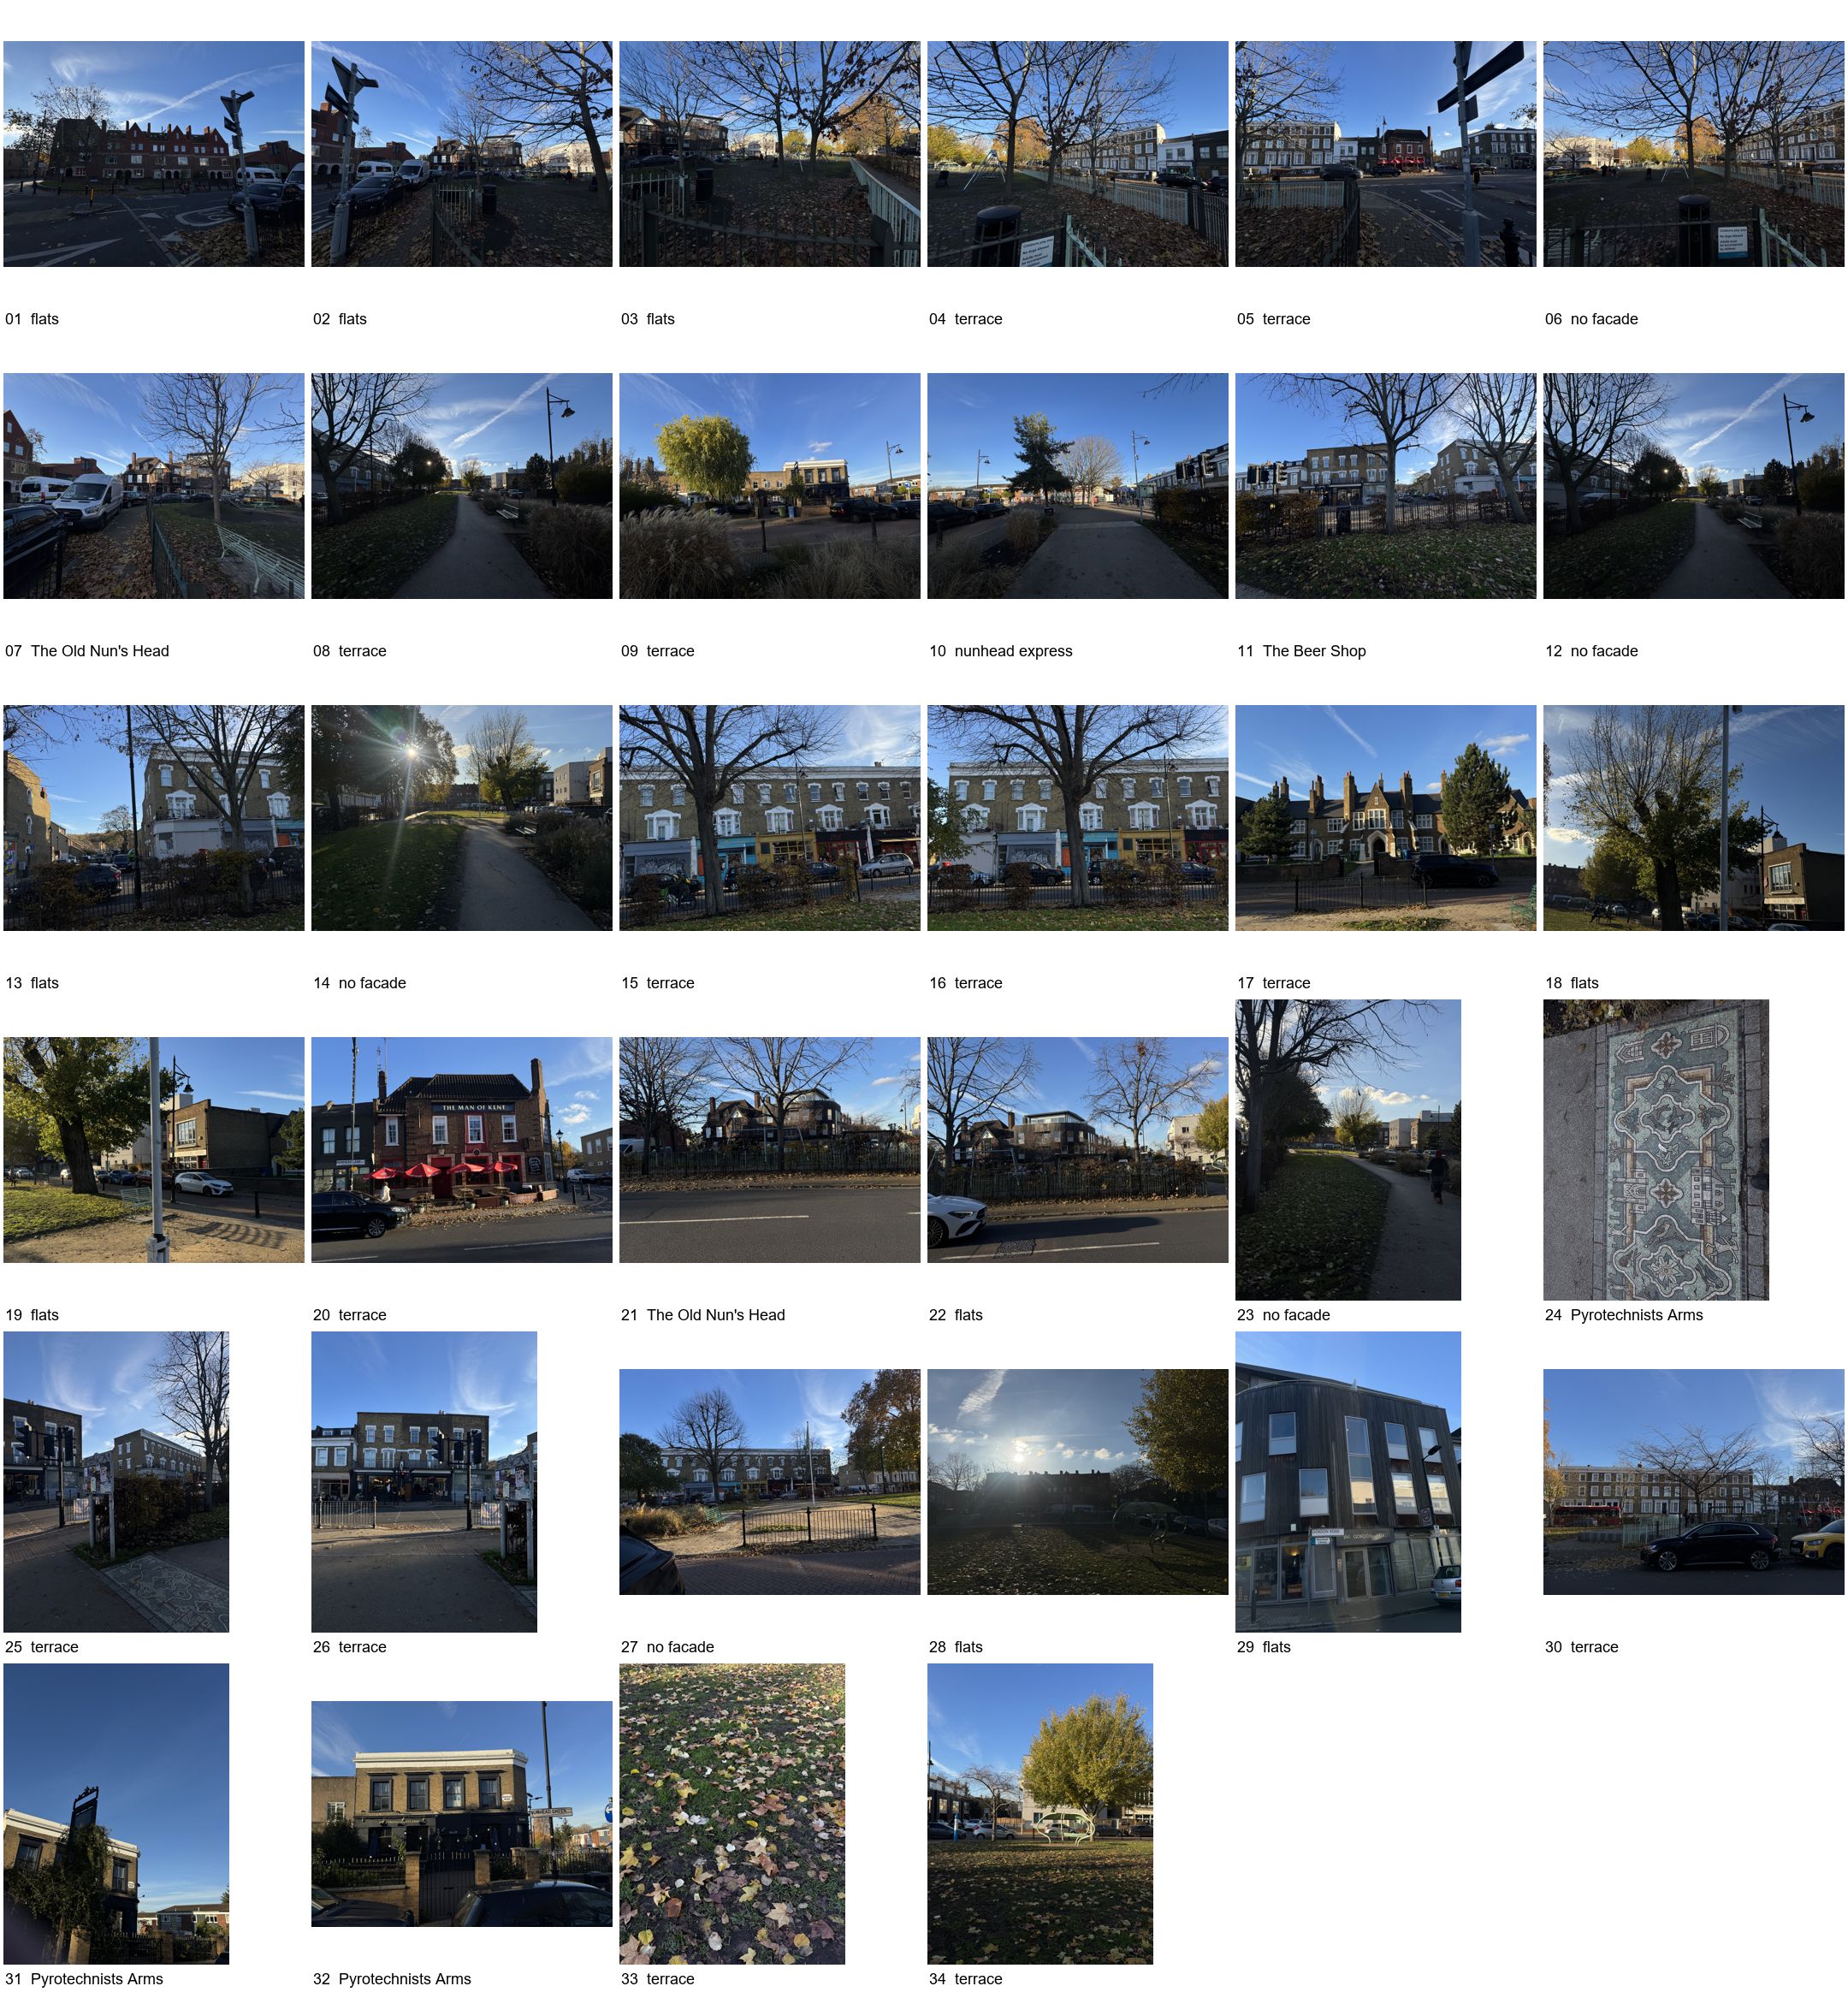 01 flats
02 flats
03 flats
04 terrace
05 terrace
06 no facade
07 The Old Nun's Head
08 terrace
09 terrace
10 nunhead express
11 The Beer Shop
12 no facade
13 flats
14 no facade
15 terrace
16 terrace
17 terrace
18 flats
THE MAN OF KENT
19 flats
20 terrace
21 The Old Nun's Head
22 flats
23 no facade
24 Pyrotechnists Arms
25 terrace
26 terrace
27 no facade
28 flats
29 flats
30 terrace
31 Pyrotechnists Arms
32 Pyrotechnists Arms
33 terrace
34 terrace